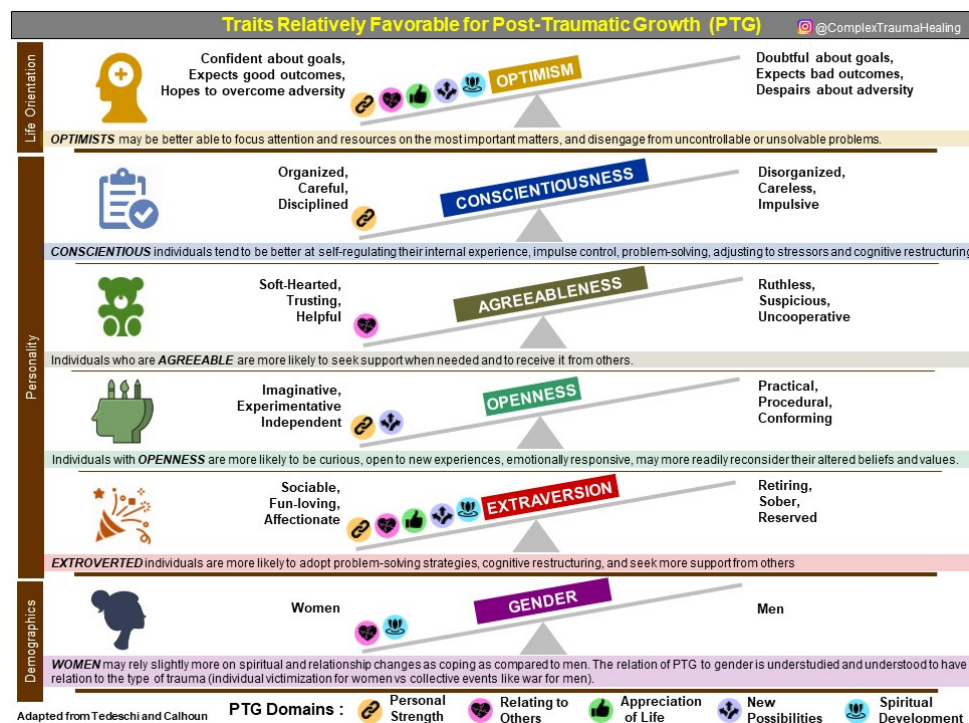 Traits Relatively Favorable for Post-Traumatic Growth (PTG)
@ComplexTraumaHealing
Life Orientation
Confident about goals,
Expects good outcomes,
Hopes to overcome adversity
OPTIMISM
Doubtful about goals,
Expects bad outcomes,
Despairs about adversity
OPTIMISTS may be better able to focus attention and resources on the most important matters, and disengage from uncontrollable or unsolvable problems.
Personality
Organized,
Careful,
Disciplined
CONSCIENTIOUSNESS
Disorganized,
Careless,
Impulsive
CONSCIENTIOUS individuals tend to be better at self-regulating their internal experience, impulse control, problem-solving, adjusting to stressors and cognitive restructuring
Soft-Hearted,
Trusting,
Helpful
AGREEABLENESS
Ruthless,
Suspicious,
Uncooperative
Individuals who are AGREEABLE are more likely to seek support when needed and to receive it from others.
Imaginative,
Experimentative
Independent
OPENNESS
Practical,
Procedural,
Conforming
Individuals with OPENNESS are more likely to be curious, open to new experiences, emotionally responsive, may more readily reconsider their altered beliefs and values.
Sociable,
Fun-loving,
Affectionate
EXTRAVERSION
Retiring,
Sober,
Reserved
EXTROVERTED individuals are more likely to adopt problem-solving strategies, cognitive restructuring, and seek more support from others
Demographics
Women
GENDER
Men
WOMEN may rely slightly more on spiritual and relationship changes as coping as compared to men. The relation of PTG to gender is understudied and understood to have
relation to the type of trauma (individual victimization for women vs collective events like war for men).
Adapted from Tedeschi and Calhoun
PTG Domains :
Personal
Strength
Relating to
Others
Appreciation
of Life
New
Possibilities
Spiritual
Development